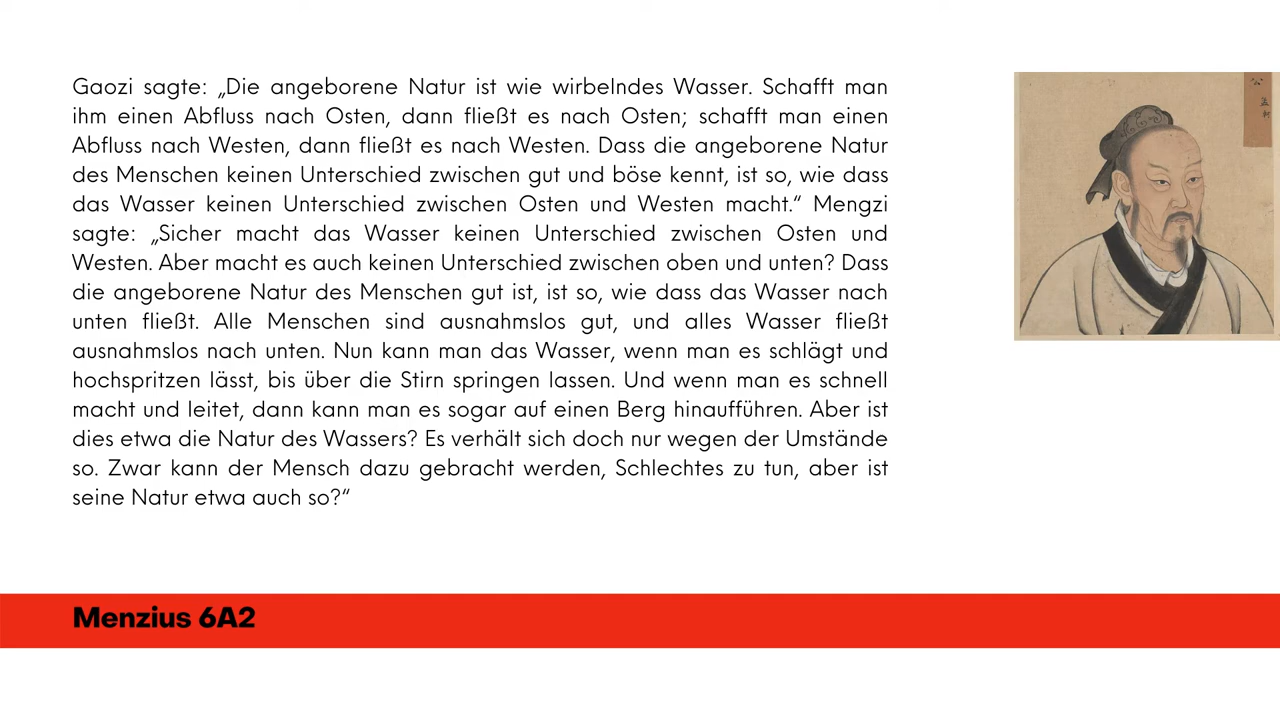 Gaozi sagte: „Die angeborene Natur ist wie wirbelndes Wasser. Schafft man
ihm einen Abfluss nach Osten, dann fließt es nach Osten; schafft man einen
Abfluss nach Westen, dann fließt es nach Westen. Dass die angeborene Natur
des Menschen keinen Unterschied zwischen gut und böse kennt, ist so, wie dass
das Wasser keinen Unterschied zwischen Osten und Westen macht.“ Mengzi
sagte: „Sicher macht das Wasser keinen Unterschied zwischen Osten und
Westen. Aber macht es auch keinen Unterschied zwischen oben und unten? Dass
die angeborene Natur des Menschen gut ist, ist so, wie dass das Wasser nach
unten fließt. Alle Menschen sind ausnahmslos gut, und alles Wasser fließt
ausnahmslos nach unten. Nun kann man das Wasser, wenn man es schlägt und
hochspritzen lässt, bis über die Stirn springen lassen. Und wenn man es schnell
macht und leitet, dann kann man es sogar auf einen Berg hinaufführen. Aber ist
dies etwa die Natur des Wassers? Es verhält sich doch nur wegen der Umstände
so. Zwar kann der Mensch dazu gebracht werden, Schlechtes zu tun, aber ist
seine Natur etwa auch so?“
Menzius 6A2